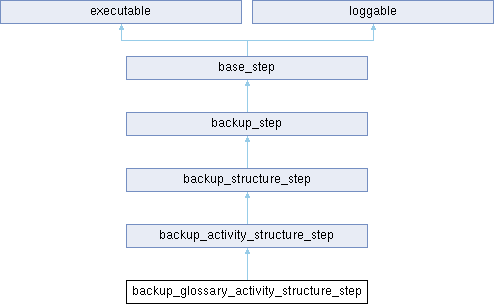 executable
loggable
base_step
backup_step
backup_structure_step
backup_activity_structure_step
backup_glossary_activity_structure_step